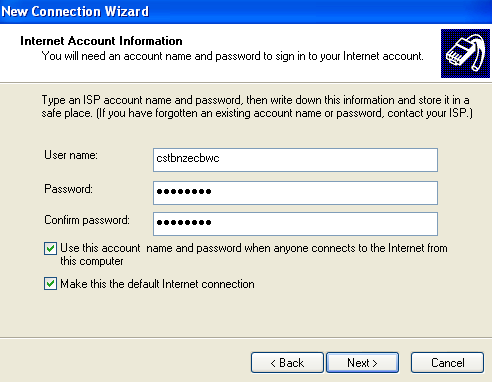 New Connection Wizard
Internet Account Information
You will need an account name and password to sign in to your Internet account.
Type an ISP account name and password, then write down this information and store it in a
safe place. (If you have forgotten an existing account name or password, contact your ISP.)
User name:
cstbnzecbwc
Password:
●●●●●●●●
Confirm password:
●●●●●●●●
Use this account  name and password when anyone connects to the Internet from
this computer
Make this the default Internet connection
< Back
Next >
Cancel